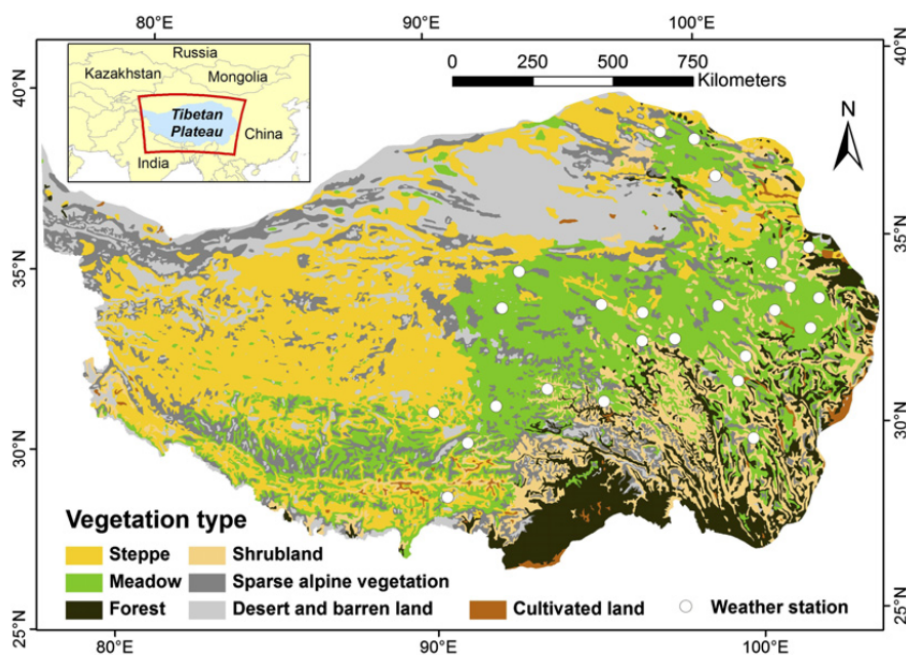 80°E 90°E 100°E
40°N
40°N
Russia
Kazakhstan
Mongolia
Tibetan
Plateau
China
India
0 250 500 750
Kilometers
N
35°N
35°N
30°N
30°N
25°N
25°N
Vegetation type
Steppe
Shrubland
Meadow
Sparse alpine vegetation
Forest
Desert and barren land
Cultivated land
Weather station
80°E 90°E 100°E